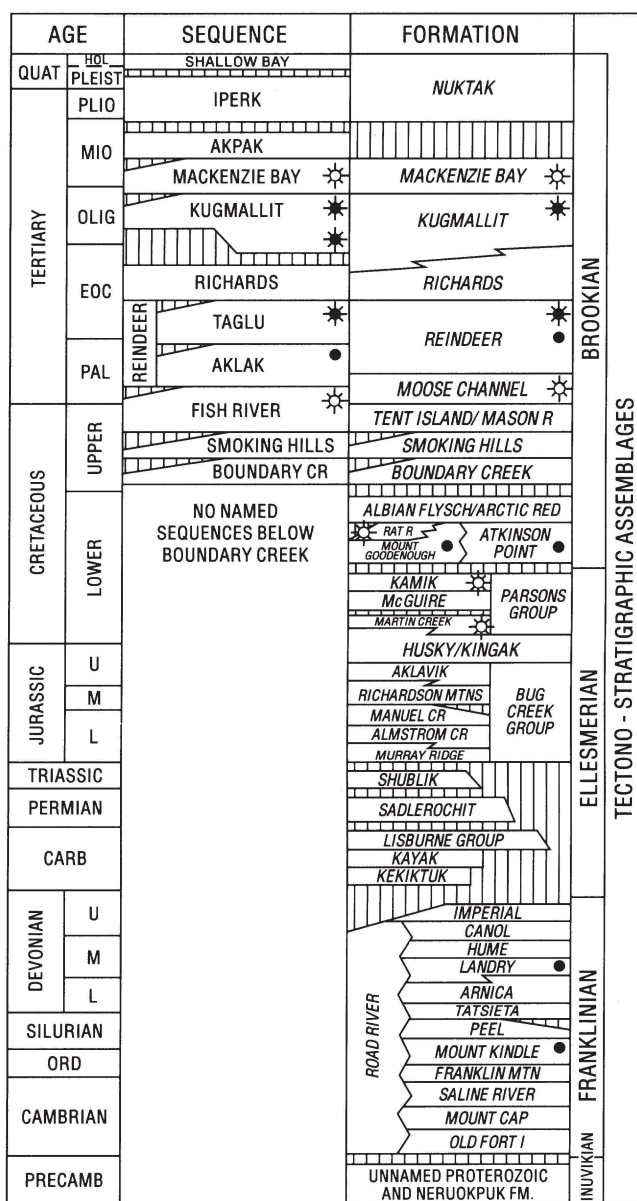 AGE
SEQUENCE
FORMATION
QUAT
HOL
PLEIST
SHALLOW BAY
NUKTAK
TERTIARY
PLIO
IPERK
MIO
AKPAK
MACKENZIE BAY
MACKENZIE BAY
OLIG
KUGMALLIT
KUGMALLIT
EOC
RICHARDS
RICHARDS
REINDEER
TAGLU
REINDEER
PAL
AKLAK
MOOSE CHANNEL
FISH RIVER
TENT ISLAND/ MASON R
CRETACEOUS
UPPER
SMOKING HILLS
SMOKING HILLS
BOUNDARY CR
BOUNDARY CREEK
LOWER
NO NAMED
SEQUENCES BELOW
BOUNDARY CREEK
ALBIAN FLYSCH/ARCTIC RED
RAT R
MOUNT
GOODENOUGH
ATKINSON
POINT
KAMIK
McGUIRE
MARTIN CREEK
PARSONS
GROUP
HUSKY/KINGAK
JURASSIC
U
M
L
AKLAVIK
RICHARDSON MTNS
MANUEL CR
ALMSTROM CR
MURRAY RIDGE
BUG
CREEK
GROUP
TRIASSIC
SHUBLIK
PERMIAN
SADLEROCHIT
CARB
LISBURNE GROUP
KAYAK
KEKIKTUK
DEVONIAN
U
M
L
IMPERIAL
CANOL
HUME
LANDRY
ARNICA
TATSIETA
SILURIAN
PEEL
ROAD RIVER
ORD
MOUNT KINDLE
FRANKLIN MTN
CAMBRIAN
SALINE RIVER
MOUNT CAP
OLD FORT I
PRECAMB
UNNAMED PROTEROZOIC
AND NERUOKPUK FM.
BROOKIAN
ELLESMERIAN
FRANKLINIAN
INUVIKIAN
TECTONO - STRATIGRAPHIC ASSEMBLAGES